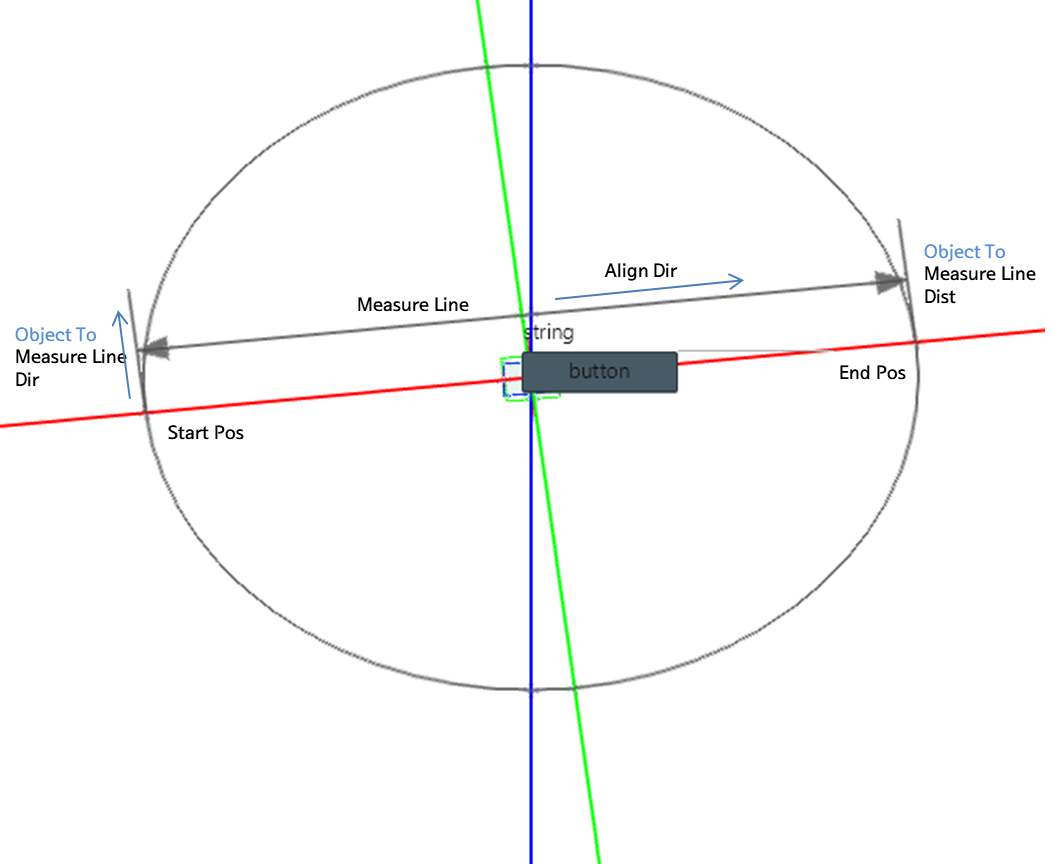 Object To
Measure Line
Dist
Align Dir
Measure Line
string
Object To
Measure Line
Dir
button
End Pos
Start Pos